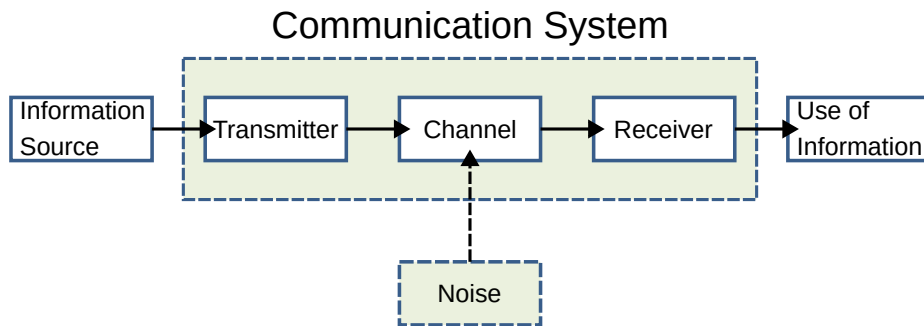 Communication System
Information
Source
Transmitter
Channel
Receiver
Use of
Information
Noise